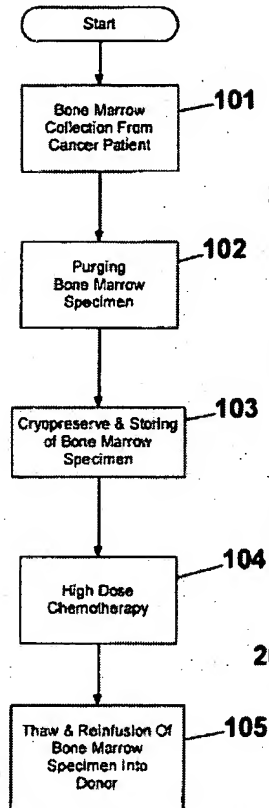 Start
Bone Marrow
Collection From
Cancer Patient
101
Purging
Bone Marrow
Specimen
102
Cryopreserve & Storing
of Bone Marrow
Specimen
103
High Dose
Chemotherapy
104
Thaw & Reinfusion Of
Bone Marrow
Specimen Into
Donor
105